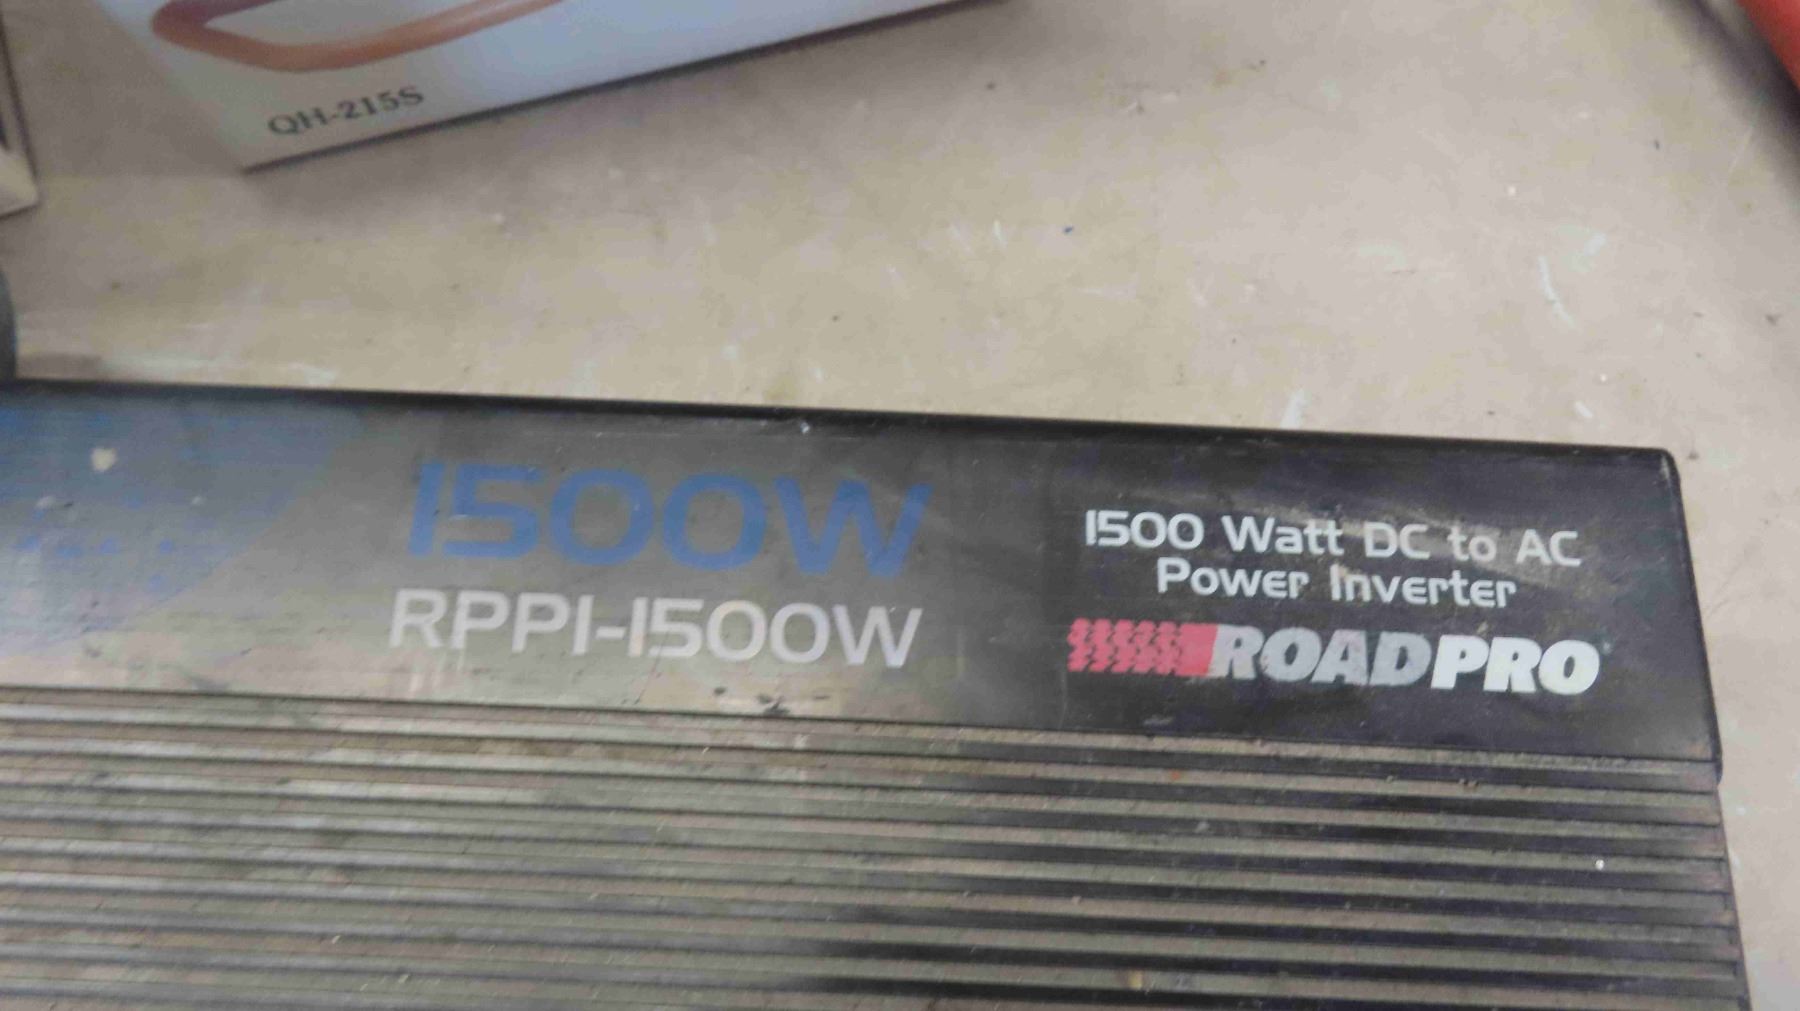 QH-215S
1500W
RPPI-1500W
1500 Watt DC to AC
Power Inverter
ROADPRO